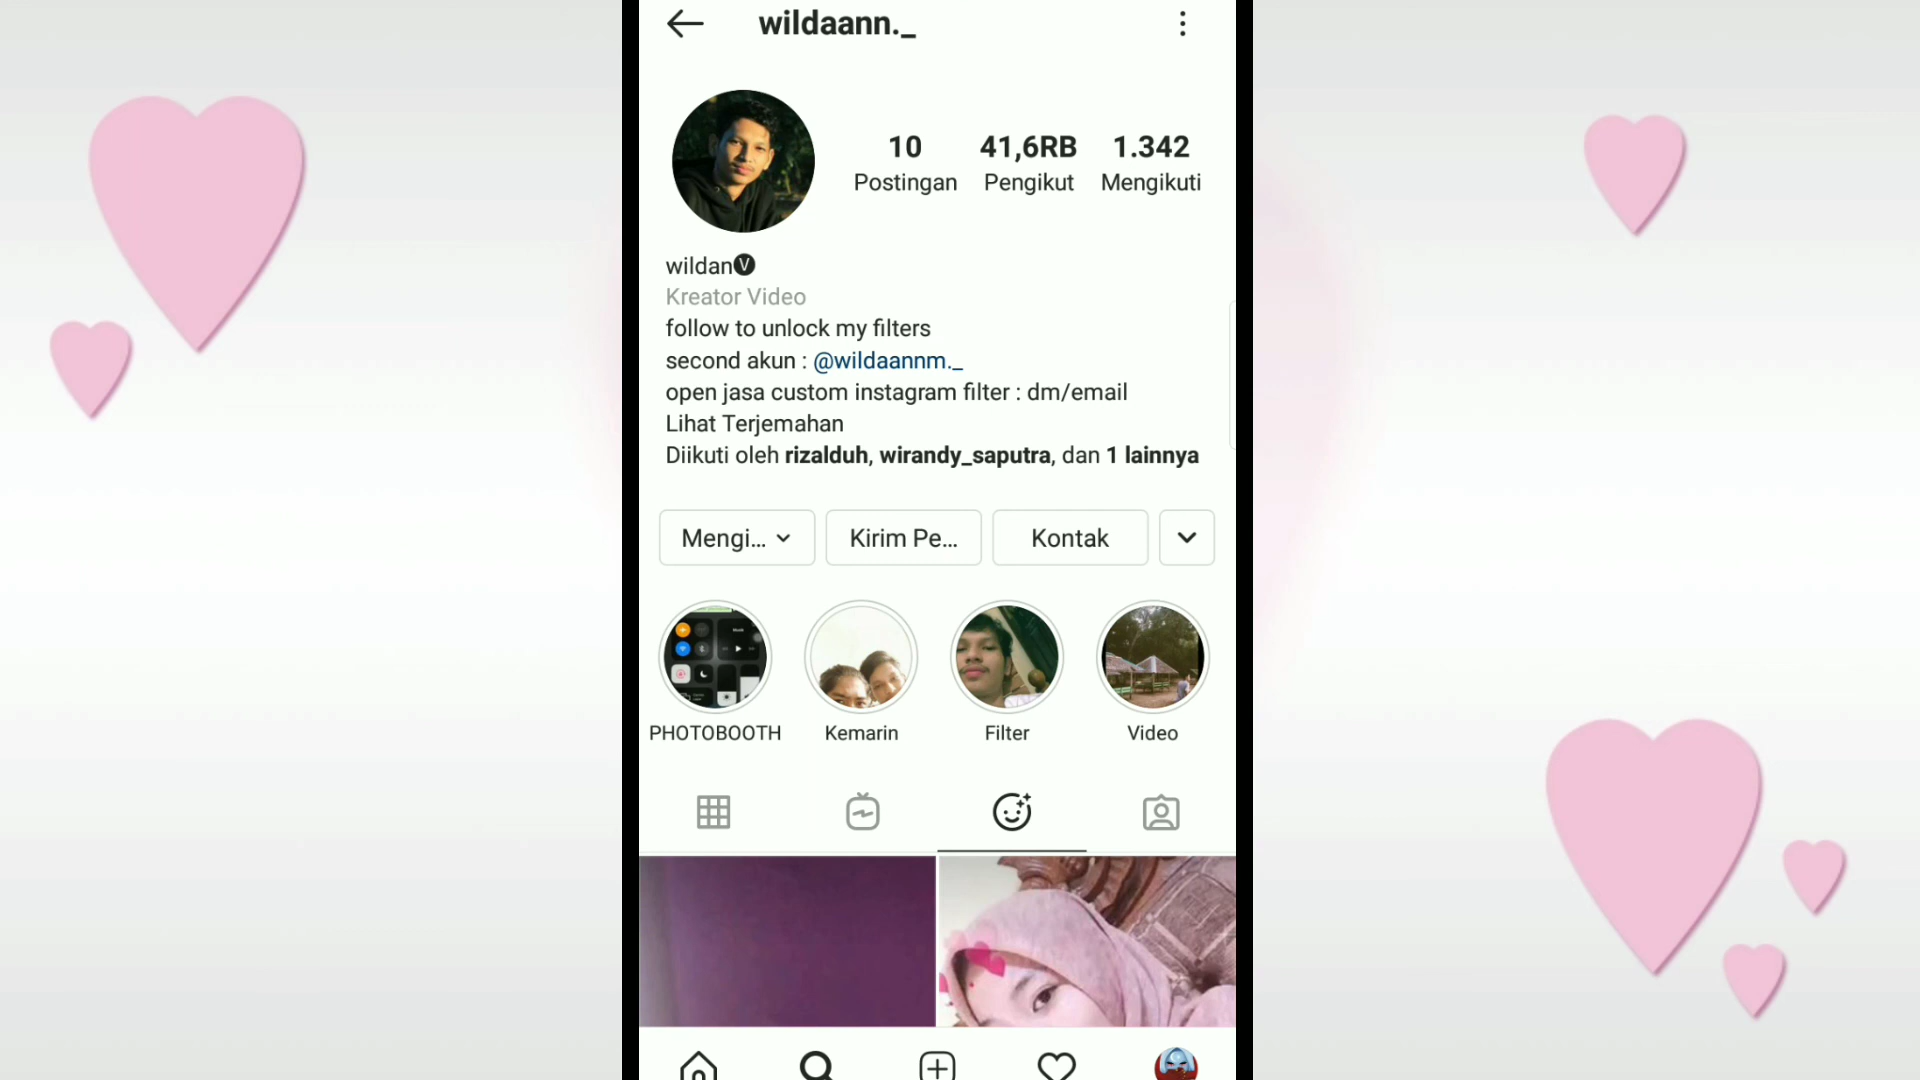 wildaann._
10 41,6RB 1.342
Postingan Pengikut Mengikuti
wildan V
Kreator Video
follow to unlock my filters
second akun : @wildaannm._
open jasa custom instagram filter : dm/email
Lihat Terjemahan
Diikuti oleh rizalduh, wirandy_saputra, dan 1 lainnya
Mengi... Kirim Pe... Kontak
PHOTOBOOTH Kemarin Filter Video